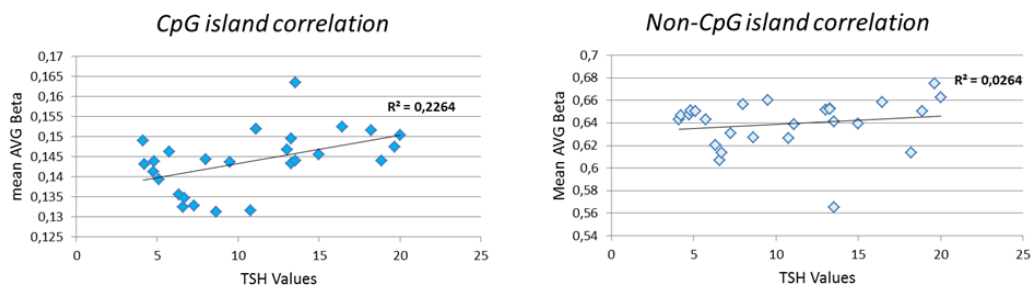 CpG island correlation
0,17
0,165
0,16
0,155
0,15
0,145
0,14
0,135
0,13
0,125
mean AVG Beta
R² = 0,2264
0 5 10 15 20 25
TSH Values
Non-CpG island correlation
0,7
0,68
0,66
0,64
0,62
0,6
0,58
0,56
0,54
Mean AVG Beta
R² = 0,0264
0 5 10 15 20 25
TSH Values